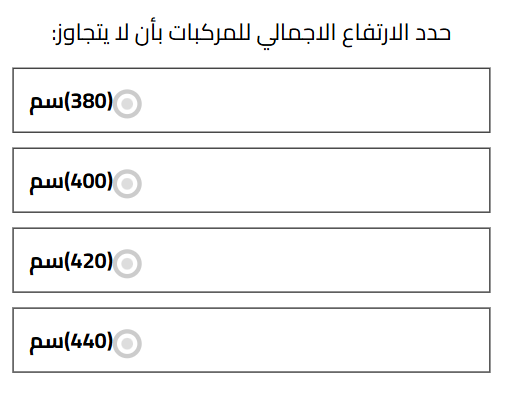 حدد الارتفاع الاجمالي للمركبات بأن لا يتجاوز:
(380)سم
(400)سم
(420)سم
(440)سم